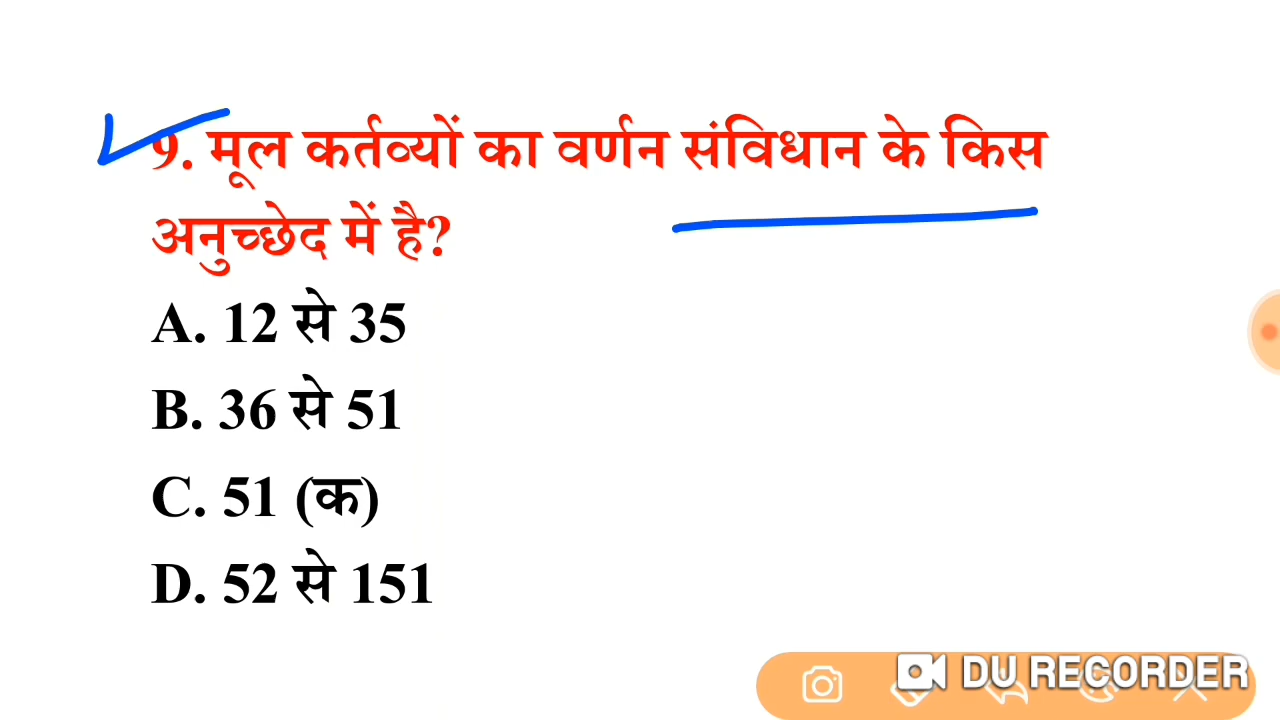 9. मूल कर्तव्यों का वर्णन संविधान के किस
अनुच्छेद में है?
A. 12 से 35
B. 36 से 51
C. 51 (क)
D. 52 से 151
DU RECORDER